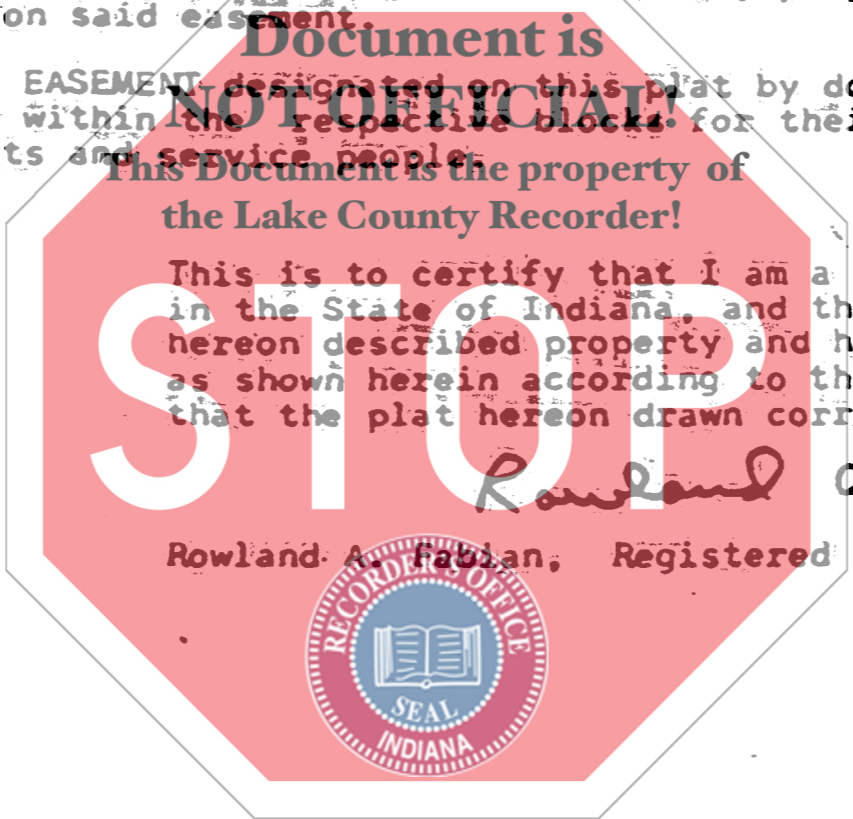 on said easement.
Document is
EASEMENT designated on this plat by d
NOT OFFICIAL!
within the respective blocks for thei
ts and service people.
This Document is the property of
the Lake County Recorder!
STOP
This is to certify that I am a
in the State of Indiana, and th
hereon described property and h
as shown herein according to th
that the plat hereon drawn corr
Rowland
Rowland A. Fabian, Registered
RECORDER'S OFFICE
SEAL
INDIANA